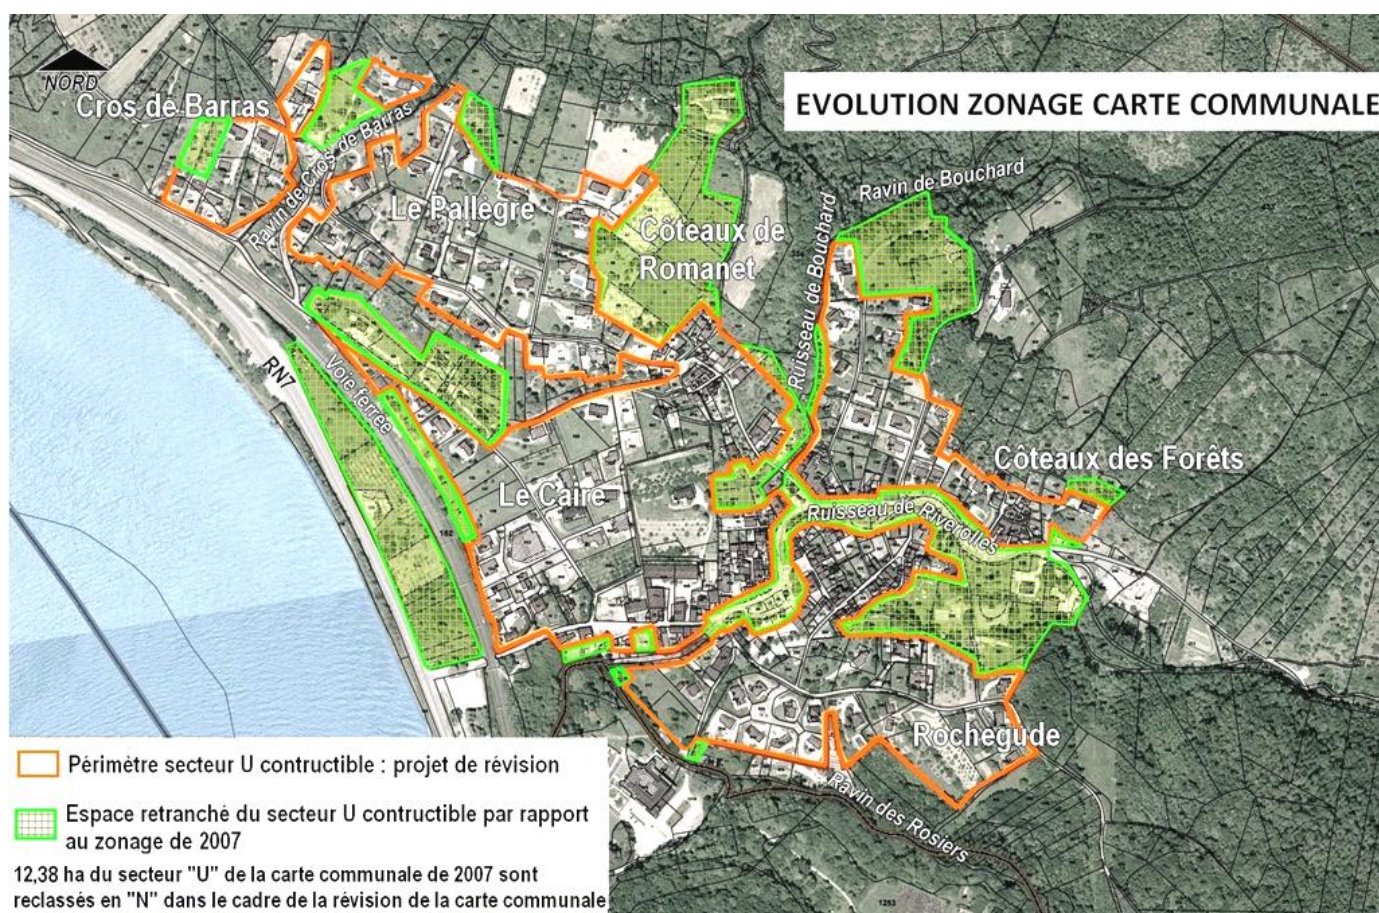 EVOLUTION ZONAGE CARTE COMMUNALE
NORD
Cros de Barras
Ravin de Cros de Barras
Le Pallègre
Côteaux de
Romanet
Ruisseau de Bouchard
Ravin de Bouchard
RN7
Voie ferrée
Le Caire
Côteaux des Forêts
Ruisseau de Riverolles
Rochegude
Ravin des Rosiers
Périmètre secteur U contructible : projet de révision
Espace retranché du secteur U contructible par rapport
au zonage de 2007
12,38 ha du secteur "U" de la carte communale de 2007 sont
reclassés en "N" dans le cadre de la révision de la carte communale
1253